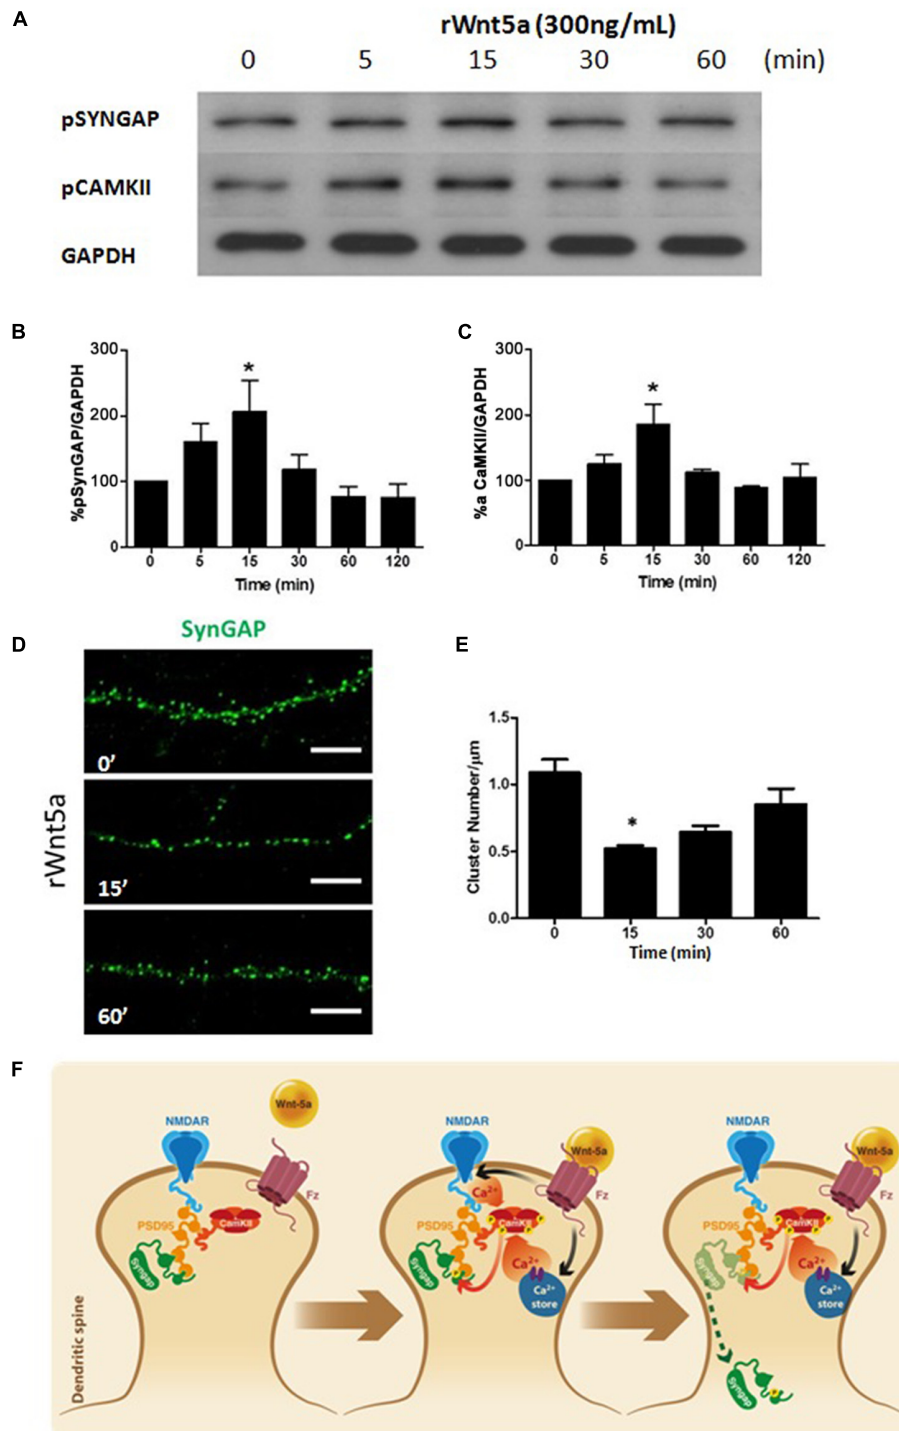 A
rWnt5a (300ng/mL)
0 5 15 30 60 (min)
pSYNGAP
pCAMKII
GAPDH
B
%pSynGAP/GAPDH
300
200
100
0
*
0 5 15 30 60 120
Time (min)
C
%a CaMKII/GAPDH
300
200
100
0
*
0 5 15 30 60 120
Time (min)
D
SynGAP
rWnt5a
0’
15’
60’
E
Cluster Number/µm
1.5
1.0
0.5
0.0
*
0 15 30 60
Time (min)
F
Dendritic spine
Wnt-5a
NMDAR
Fz
PSD95
CamKII
Syngap
NMDAR
Wnt-5a
Fz
Ca2+
PSD95
P P
CamKII
P P
Syngap
P
Ca2+
Ca2+
store
NMDAR
Wnt-5a
Fz
PSD95
P P
CamKII
P P
Syngap
P
Ca2+
Ca2+
store
Syngap
P